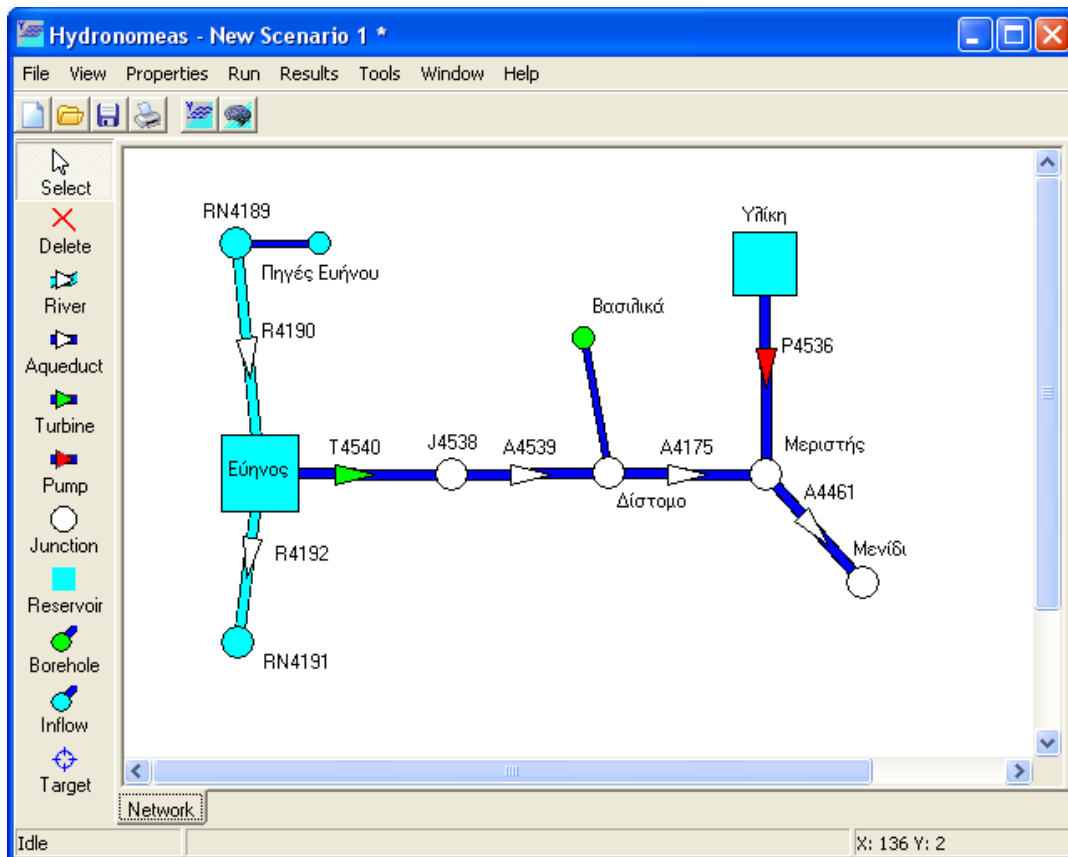 Hydronomeas - New Scenario 1 *
File View Properties Run Results Tools Window Help
Select
Delete
River
Aqueduct
Turbine
Pump
Junction
Reservoir
Borehole
Inflow
Target
RN4189
Πηγές Ευήνου
R4190
Εύηνος
R4192
RN4191
T4540
J4538
A4539
Βασιλικά
Δίστομο
A4175
Υλίκη
P4536
Μεριστής
A4461
Μενίδι
Network
Idle
X: 136 Y: 2